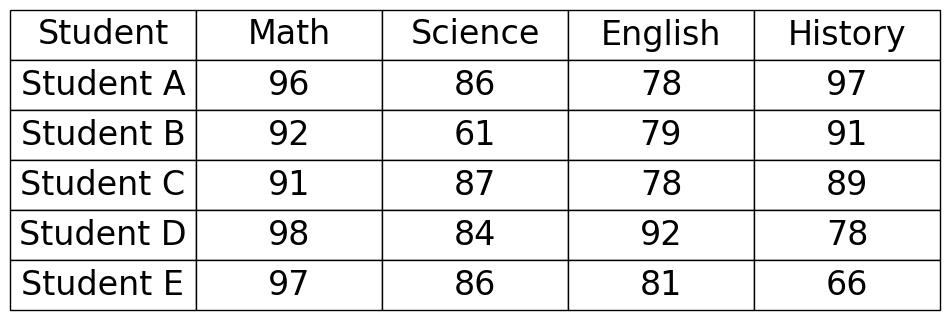 Student Math Science English History
Student A 96 86 78 97
Student B 92 61 79 91
Student C 91 87 78 89
Student D 98 84 92 78
Student E 97 86 81 66